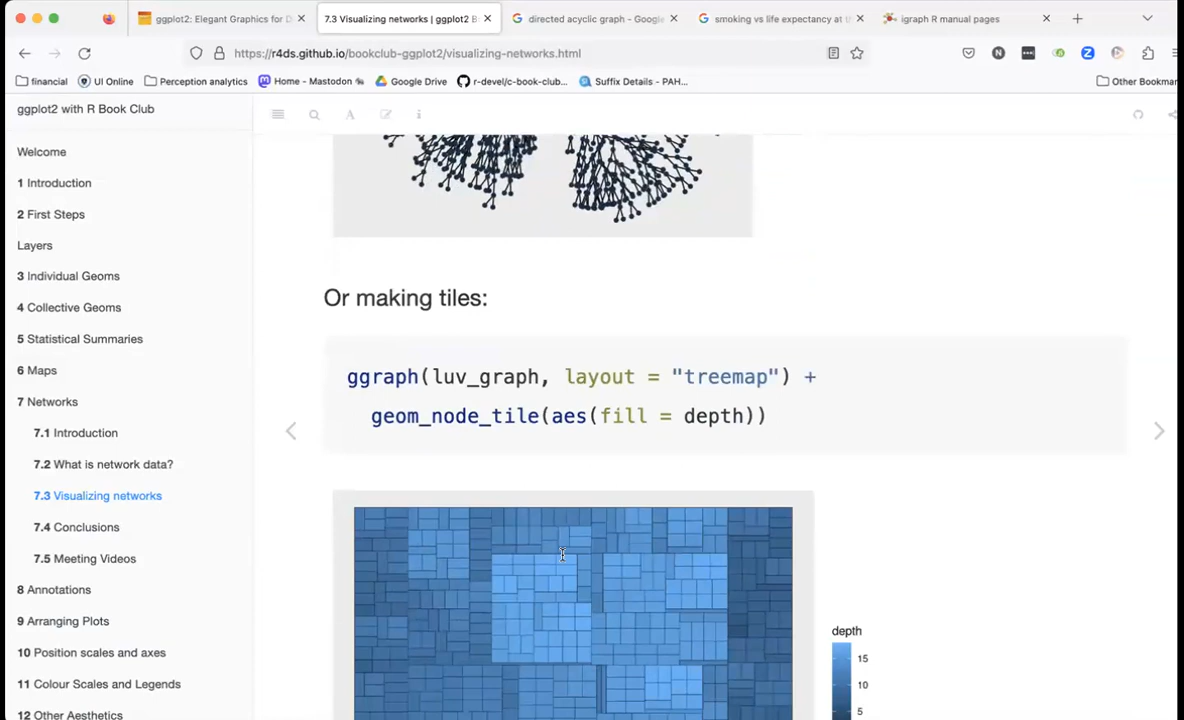 ggplot2: Elegant Graphics for D
7.3 Visualizing networks | ggplot2 B
directed acyclic graph - Google
smoking vs life expectancy at
igraph R manual pages
https://r4ds.github.io/bookclub-ggplot2/visualizing-networks.html
financial
UI Online
Perception analytics
Home - Mastodon
Google Drive
r-devel/c-book-club...
Suffix Details - PAH...
Other Bookmar
ggplot2 with R Book Club
Welcome
1 Introduction
2 First Steps
Layers
3 Individual Geoms
4 Collective Geoms
5 Statistical Summaries
6 Maps
7 Networks
7.1 Introduction
7.2 What is network data?
7.3 Visualizing networks
7.4 Conclusions
7.5 Meeting Videos
8 Annotations
9 Arranging Plots
10 Position scales and axes
11 Colour Scales and Legends
12 Other Aesthetics
Or making tiles:
ggraph(luv_graph, layout = "treemap") +
geom_node_tile(aes(fill = depth))
depth
15
10
5